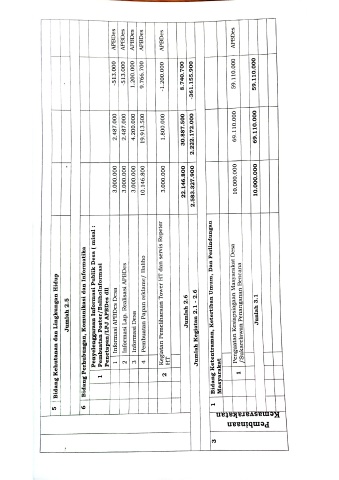 5 Bidang Kehutanan dan Lingkungan Hidup
Jumlah 2.5 -
6 Bidang Perhubungan, Komunikasi dan Informatika
1 Penyelenggaraan Informasi Publik Desa ( misal :
Pembuatan Poster/Baliho Informasi
Penetapan/LPJ APBDes dll
1 Informasi APBDes Desa 3.000.000 2.487.000 -513.000 APBDes
2 Informasi Lap. Realisasi APBDes 3.000.000 2.487.000 -513.000 APBDes
3 Informasi Desa 3.000.000 4.200.000 1.200.000 APBDes
4 Pembuatan Papan reklame/ Baliho 10.146.800 19.913.500 9.766.700 APBDes
2 Kegiatan Pemeliharaan Tower HT dan servis Repeter
HT 3.000.000 1.800.000 -1.200.000 APBDes
Jumlah 2.6 22.146.800 30.887.500 8.740.700
Jumlah Kegiatan 2.1 - 2.6 2.583.327.900 2.222.172.000 -361.155.900
3 Pembinaan
Kemasyarakatan
1 Bidang Ketentraman, Ketertiban Umum, Dan Perlindungan
Masyarakat
1 Penguatan Kesiapsiagaan Masyarakat Desa
/Sukarelawan Penanganan Bencana 10.000.000 69.110.000 59.110.000 APBDes
Jumlah 3.1 10.000.000 69.110.000 59.110.000